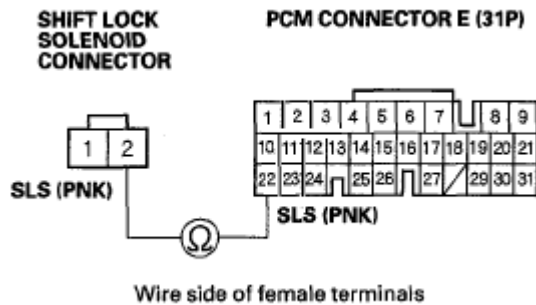 SHIFT LOCK
SOLENOID
CONNECTOR
PCM CONNECTOR E (31P)
1 2
SLS (PNK)
1 2 3 4 5 6 7 8 9
10 11 12 13 14 15 16 17 18 19 20 21
22 23 24 25 26 27 29 30 31
SLS (PNK)
Ω
Wire side of female terminals